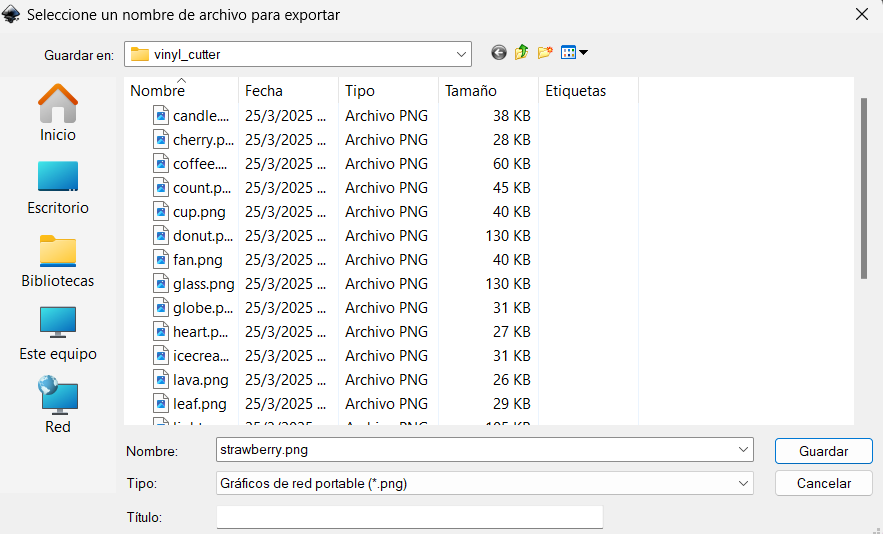 Seleccione un nombre de archivo para exportar
Guardar en: vinyl_cutter
Nombre Fecha Tipo Tamaño Etiquetas
candle.... 25/3/2025 ... Archivo PNG 38 KB
cherry.p... 25/3/2025 ... Archivo PNG 28 KB
coffee.... 25/3/2025 ... Archivo PNG 60 KB
count.p... 25/3/2025 ... Archivo PNG 45 KB
cup.png 25/3/2025 ... Archivo PNG 40 KB
donut.p... 25/3/2025 ... Archivo PNG 130 KB
fan.png 25/3/2025 ... Archivo PNG 40 KB
glass.png 25/3/2025 ... Archivo PNG 130 KB
globe.p... 25/3/2025 ... Archivo PNG 31 KB
heart.p... 25/3/2025 ... Archivo PNG 27 KB
icecrea... 25/3/2025 ... Archivo PNG 31 KB
lava.png 25/3/2025 ... Archivo PNG 26 KB
leaf.png 25/3/2025 ... Archivo PNG 29 KB
Inicio
Escritorio
Bibliotecas
Este equipo
Red
Nombre: strawberry.png Guardar
Tipo: Gráficos de red portable (*.png) Cancelar
Título: